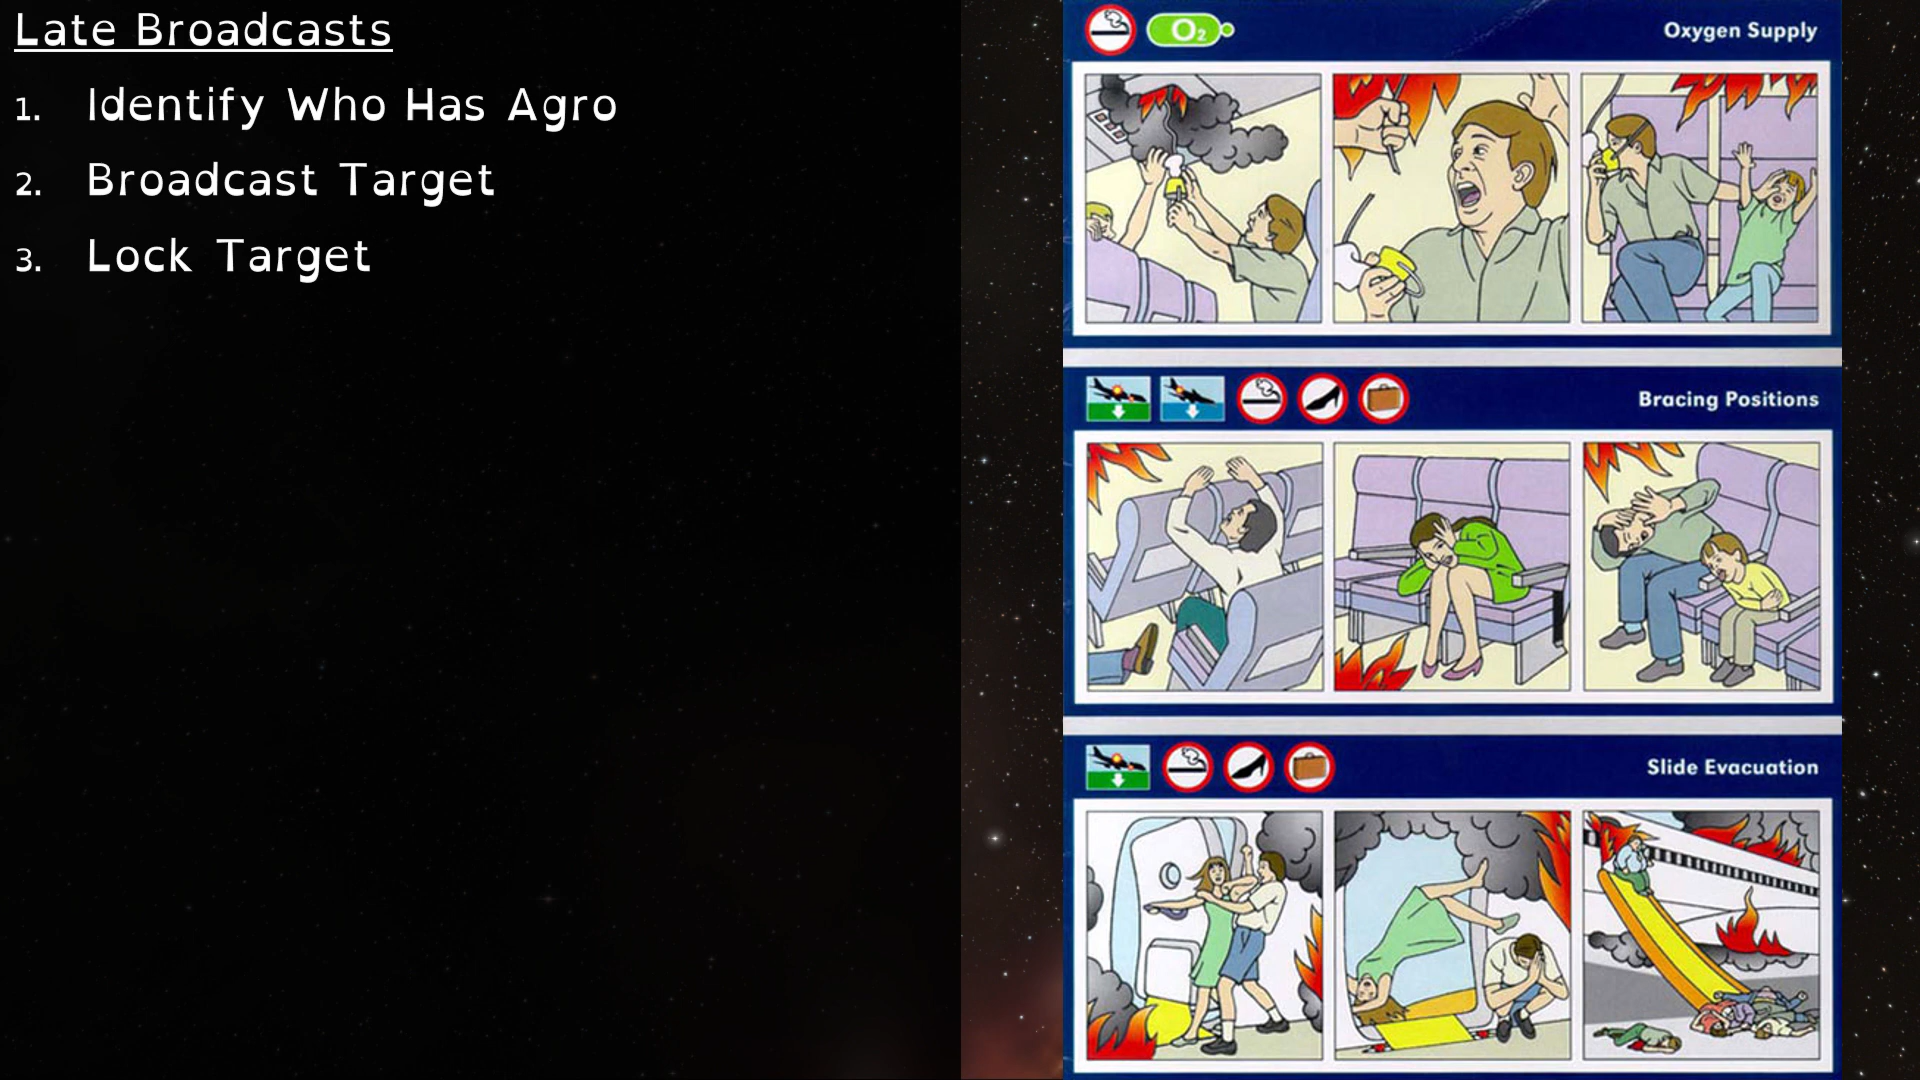 Late Broadcasts
1. Identify Who Has Agro
2. Broadcast Target
3. Lock Target
O2 Oxygen Supply
Bracing Positions
Slide Evacuation